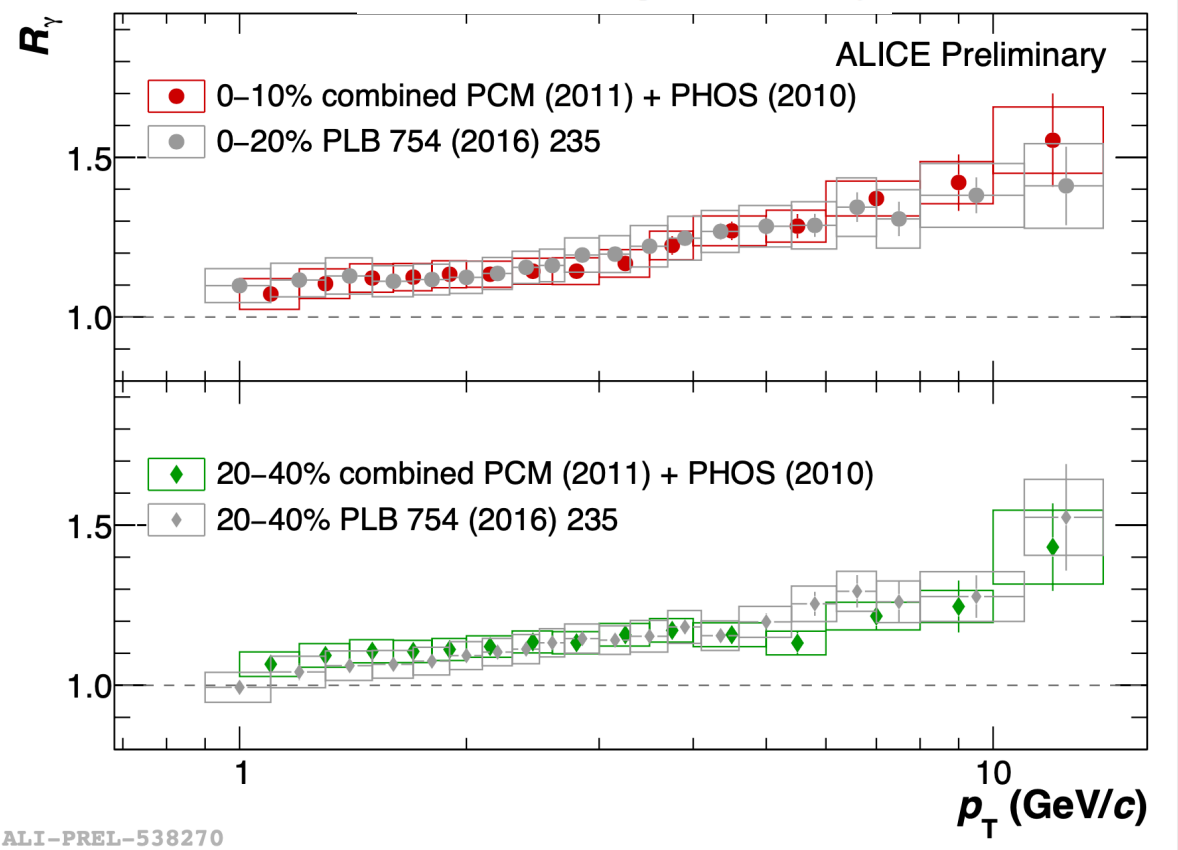 Rγ
ALICE Preliminary
0–10% combined PCM (2011) + PHOS (2010)
0–20% PLB 754 (2016) 235
1.5
1.0
20–40% combined PCM (2011) + PHOS (2010)
20–40% PLB 754 (2016) 235
1.5
1.0
1 10
pT (GeV/c)
ALI-PREL-538270